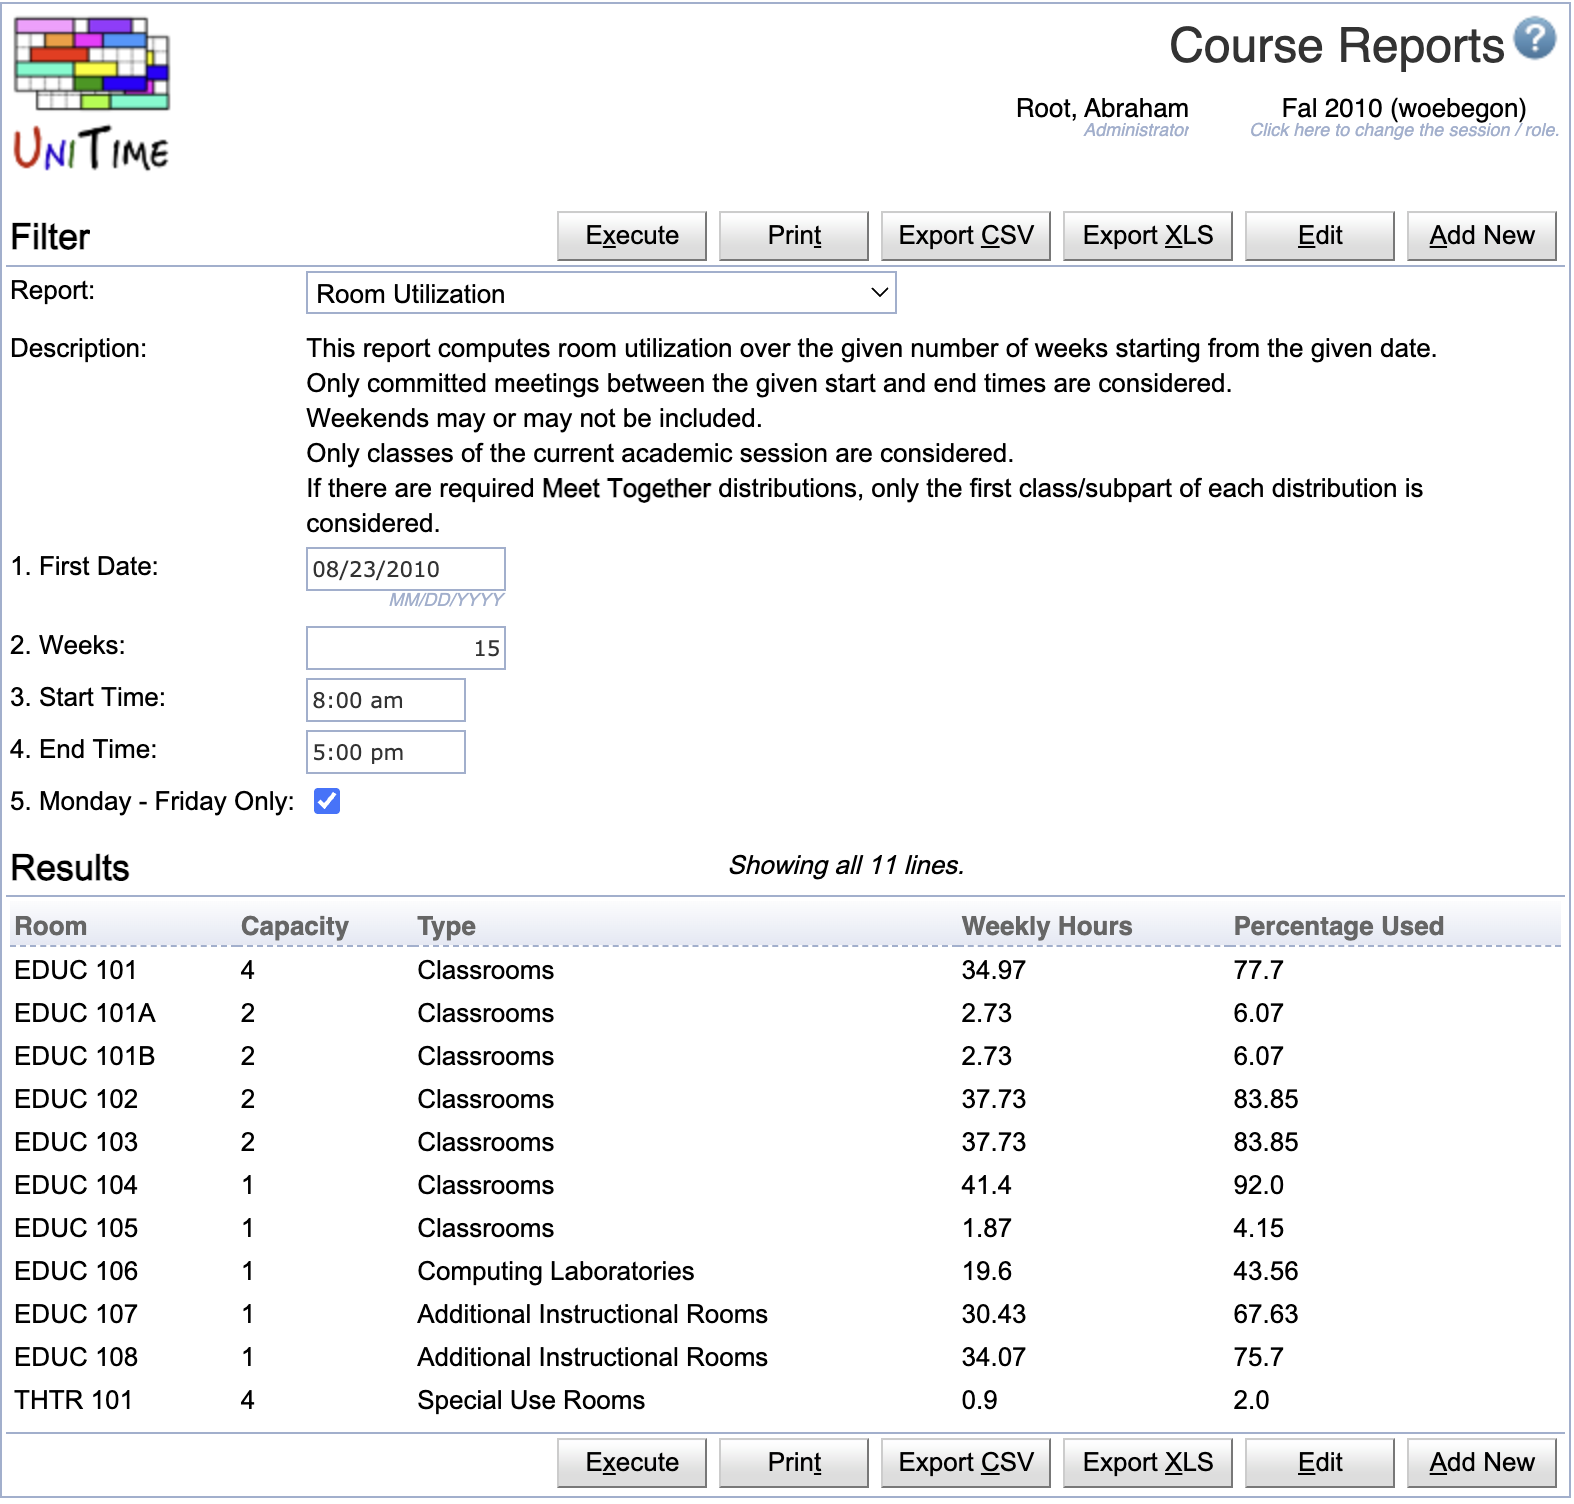 Course Reports ?
UNITIME
Root, Abraham
Administrator
Fal 2010 (woebegon)
Click here to change the session / role.
Filter
Execute
Print
Export CSV
Export XLS
Edit
Add New
Report:
Room Utilization
Description:
This report computes room utilization over the given number of weeks starting from the given date.
Only committed meetings between the given start and end times are considered.
Weekends may or may not be included.
Only classes of the current academic session are considered.
If there are required Meet Together distributions, only the first class/subpart of each distribution is
considered.
1. First Date:
08/23/2010
MM/DD/YYYY
2. Weeks:
15
3. Start Time:
8:00 am
4. End Time:
5:00 pm
5. Monday - Friday Only:
Results
Showing all 11 lines.
Room Capacity Type Weekly Hours Percentage Used
EDUC 101 4 Classrooms 34.97 77.7
EDUC 101A 2 Classrooms 2.73 6.07
EDUC 101B 2 Classrooms 2.73 6.07
EDUC 102 2 Classrooms 37.73 83.85
EDUC 103 2 Classrooms 37.73 83.85
EDUC 104 1 Classrooms 41.4 92.0
EDUC 105 1 Classrooms 1.87 4.15
EDUC 106 1 Computing Laboratories 19.6 43.56
EDUC 107 1 Additional Instructional Rooms 30.43 67.63
EDUC 108 1 Additional Instructional Rooms 34.07 75.7
THTR 101 4 Special Use Rooms 0.9 2.0
Execute
Print
Export CSV
Export XLS
Edit
Add New